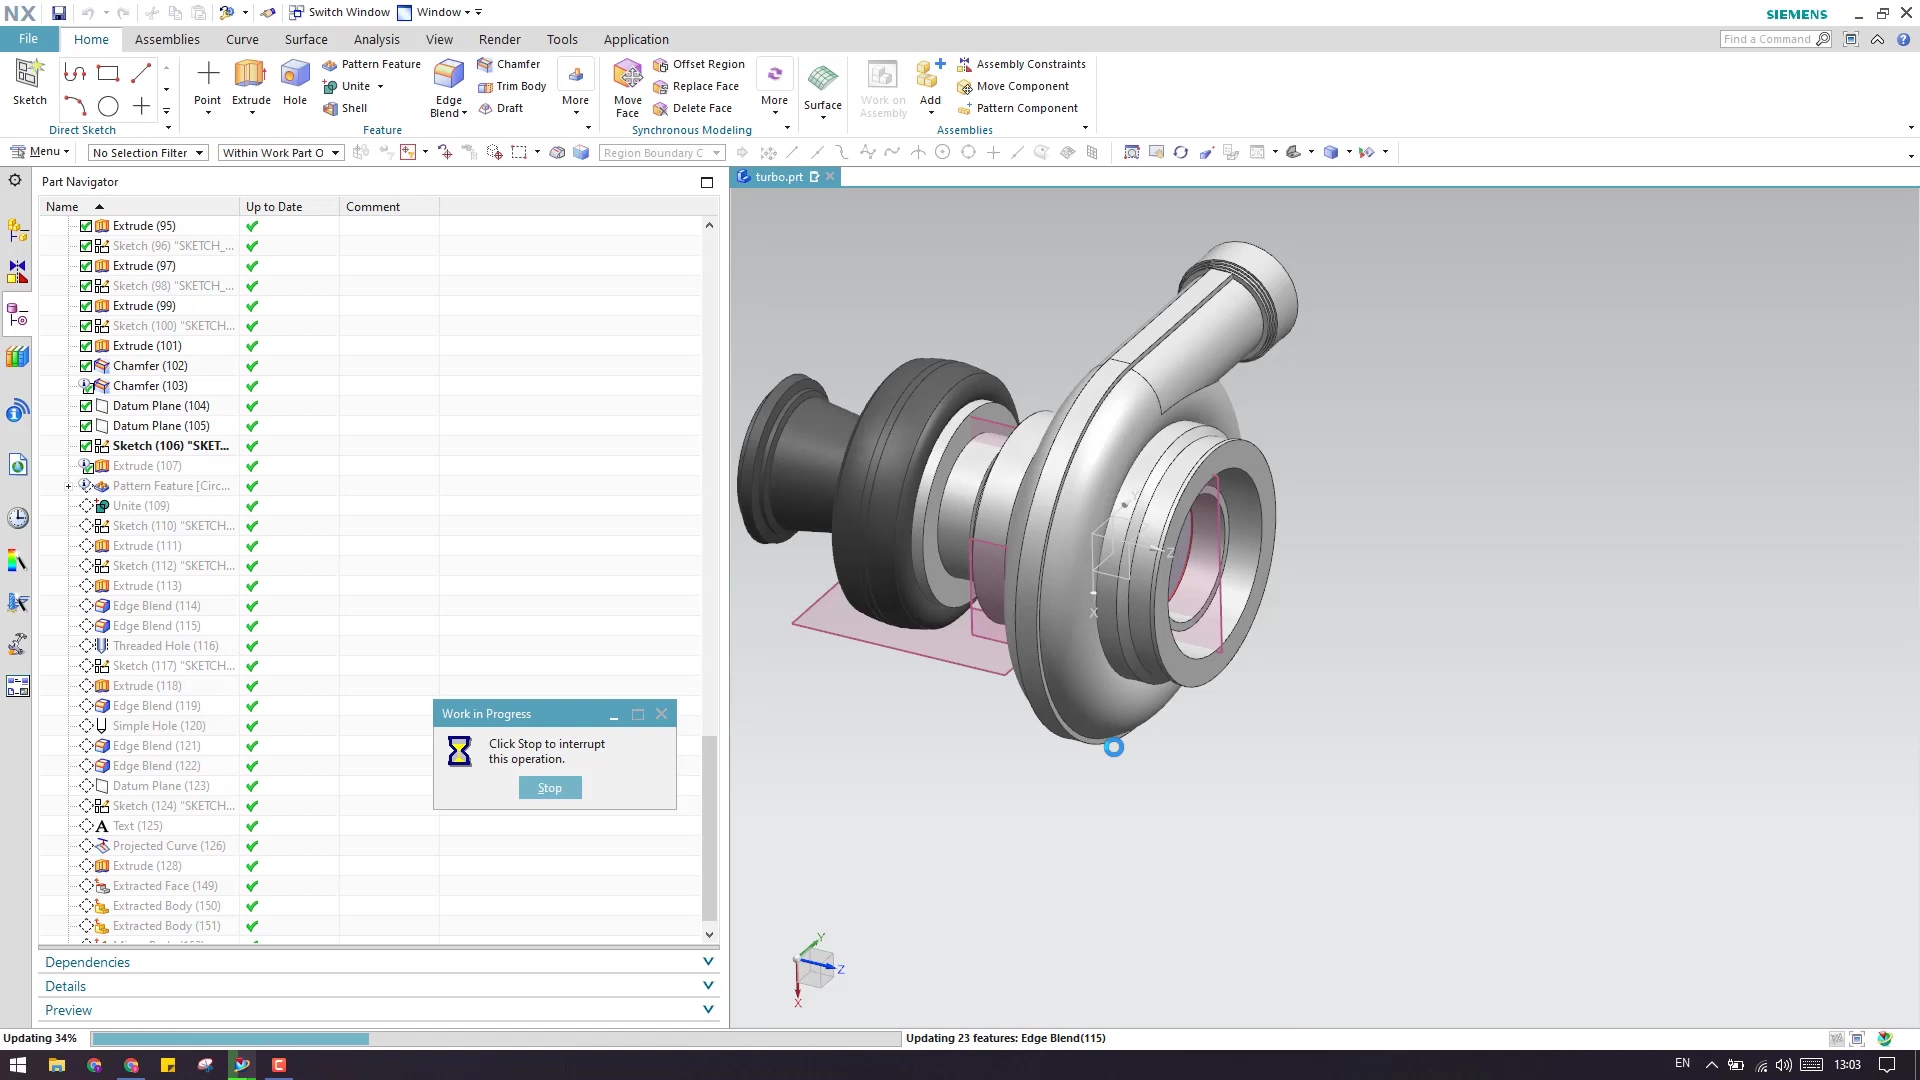 NX
Switch Window
Window
SIEMENS
File
Home
Assemblies
Curve
Surface
Analysis
View
Render
Tools
Application
Find a Command
Sketch
Point
Extrude
Hole
Pattern Feature
Unite
Shell
Edge
Blend
Chamfer
Trim Body
Draft
More
Move
Face
Offset Region
Replace Face
Delete Face
More
Surface
Work on
Assembly
Add
Assembly Constraints
Move Component
Pattern Component
Direct Sketch
Feature
Synchronous Modeling
Assemblies
Menu
No Selection Filter
Within Work Part O
Region Boundary C
Part Navigator
turbo.prt
Name
Up to Date
Comment
Extrude (95)
Sketch (96) "SKETCH_...
Extrude (97)
Sketch (98) "SKETCH_...
Extrude (99)
Sketch (100) "SKETCH...
Extrude (101)
Chamfer (102)
Chamfer (103)
Datum Plane (104)
Datum Plane (105)
Sketch (106) "SKET...
Extrude (107)
Pattern Feature [Circ...
Unite (109)
Sketch (110) "SKETCH...
Extrude (111)
Sketch (112) "SKETCH...
Extrude (113)
Edge Blend (114)
Edge Blend (115)
Threaded Hole (116)
Sketch (117) "SKETCH...
Extrude (118)
Edge Blend (119)
Simple Hole (120)
Edge Blend (121)
Edge Blend (122)
Datum Plane (123)
Sketch (124) "SKETCH...
Text (125)
Projected Curve (126)
Extrude (128)
Extracted Face (149)
Extracted Body (150)
Extracted Body (151)
Work in Progress
Click Stop to interrupt
this operation.
Stop
Z
X
Y
Z
X
Dependencies
Details
Preview
Updating 34%
Updating 23 features: Edge Blend(115)
EN
13:03